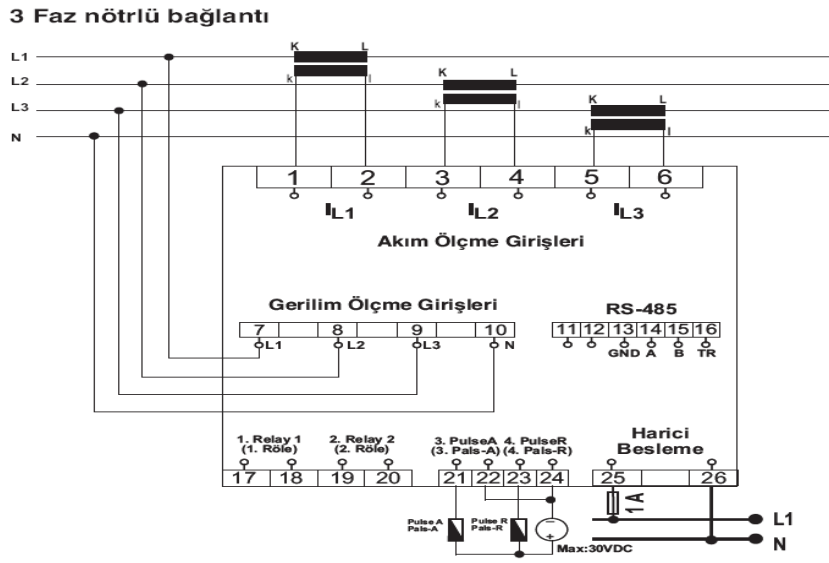 3 Faz nötrlü bağlantı
L1
L2
L3
N
K L
k l
K L
k l
K L
k l
1 2 3 4 5 6
IL1 IL2 IL3
Akım Ölçme Girişleri
Gerilim Ölçme Girişleri
7 8 9 10
L1 L2 L3 N
RS-485
11 12 13 14 15 16
GND A B TR
1. Relay 1
(1. Röle)
2. Relay 2
(2. Röle)
3. PulseA 4. PulseR
(3. Pals-A) (4. Pals-R)
Harici
Besleme
17 18 19 20 21 22 23 24 25 26
Pulse A
Pals-A
Pulse R
Pals-R
Max:30VDC
1 A
L1
N